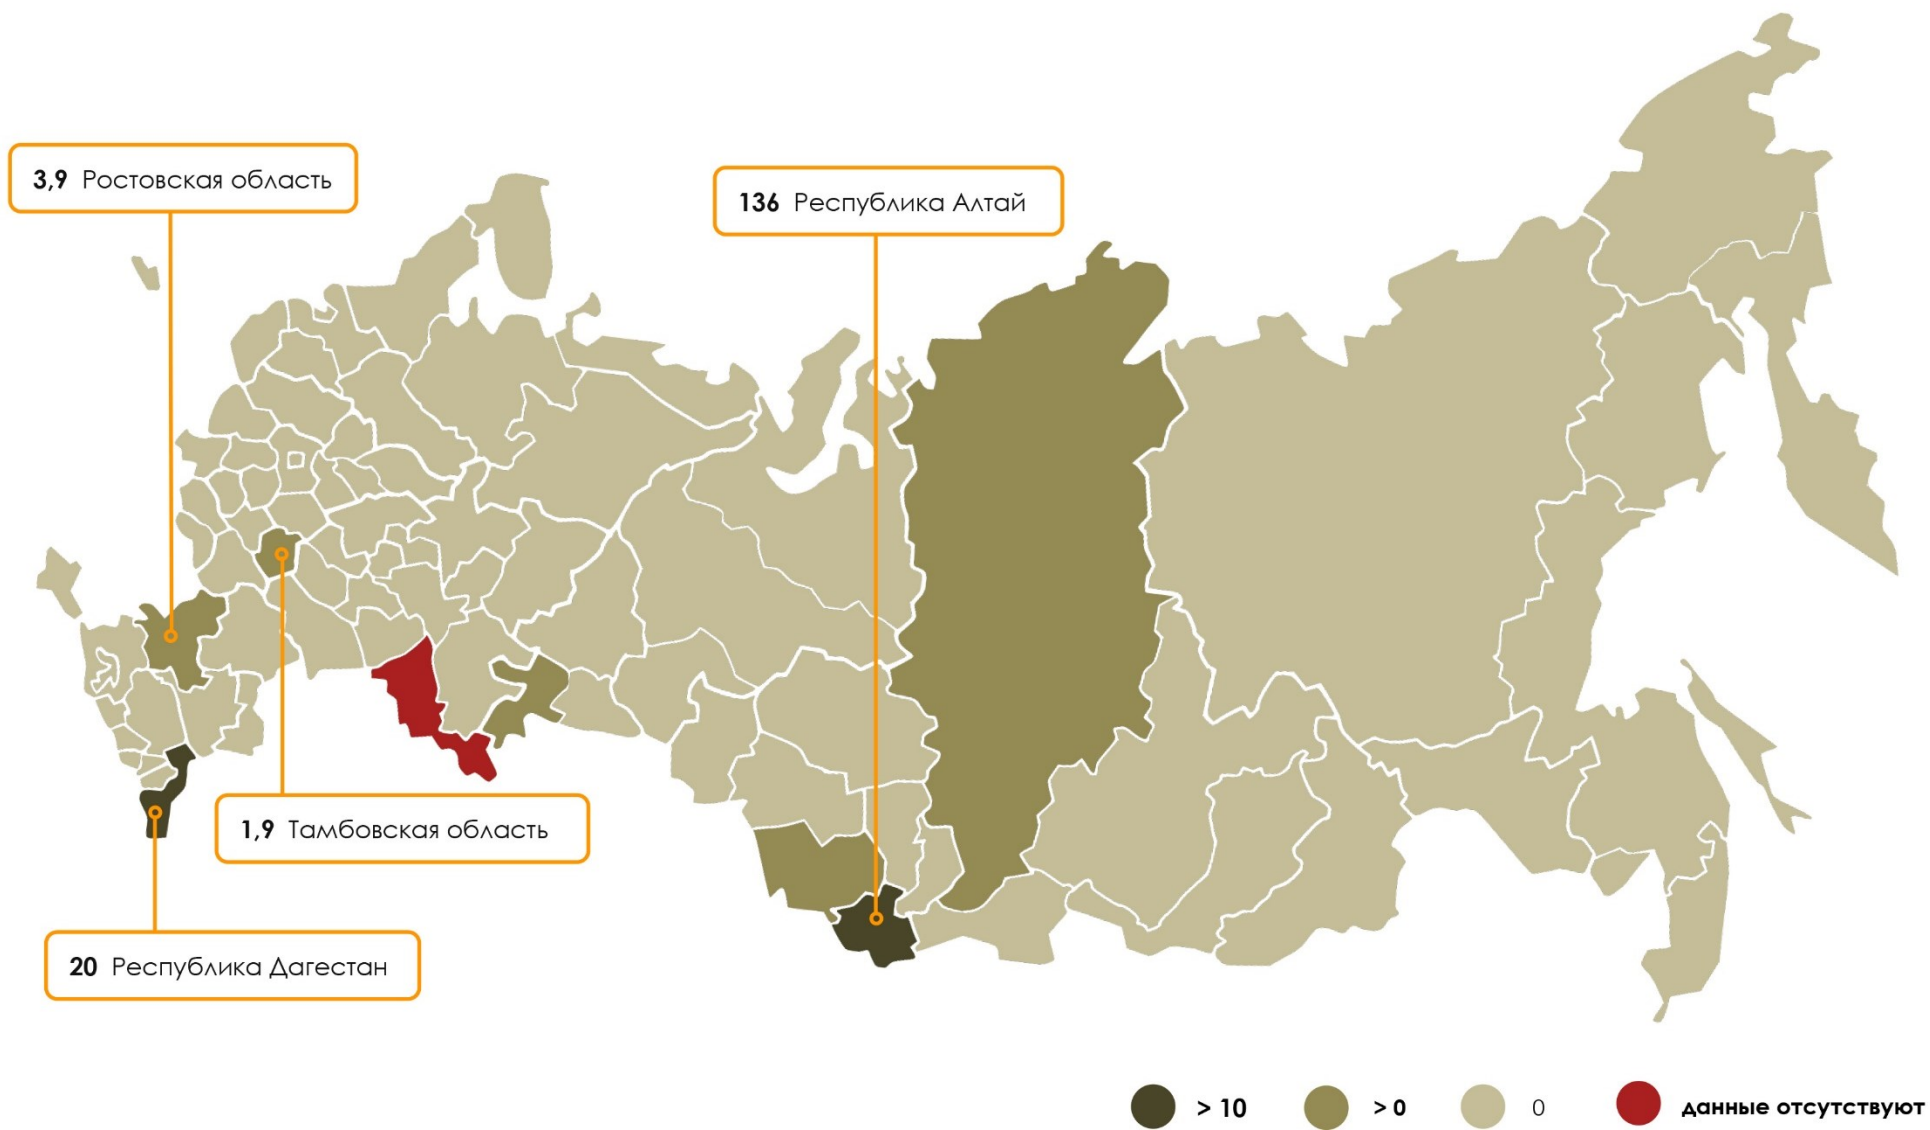 3,9 Ростовская область
136 Республика Алтай
1,9 Тамбовская область
20 Республика Дагестан
> 10
> 0
0
данные отсутствуют